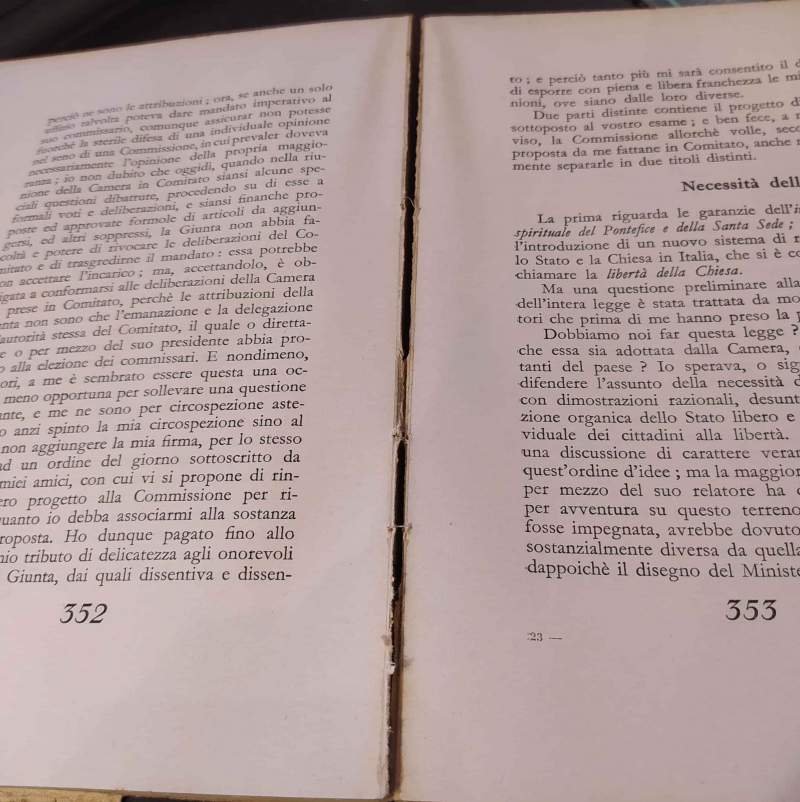 perciò ne sono le attribuzioni ; ora, se anche un solo
uffizio talvolta poteva dare mandato imperativo al
suo commissario, comunque assicurar non potesse
fuorchè la sterile difesa di una individuale opinione
nel seno di una Commissione, in cui prevaler doveva
necessariamente l'opinione della propria maggio-
ranza ; io non dubito che oggidì, quando nella riu-
nione della Camera in Comitato siansi alcune spe-
ciali questioni dibattute, procedendo su di esse a
formali voti e deliberazioni, e siansi finanche pro-
poste ed approvate formole di articoli da aggiun-
gersi, ed altri soppressi, la Giunta non abbia fa-
coltà e potere di rivocare le deliberazioni del Co-
mitato e di trasgredirne il mandato : essa potrebbe
on accettare l'incarico ; ma, accettandolo, è ob-
igata a conformarsi alle deliberazioni della Camera
prese in Comitato, perchè le attribuzioni della
nta non sono che l'emanazione e la delegazione
autorità stessa del Comitato, il quale o diretta-
e o per mezzo del suo presidente abbia pro-
o alla elezione dei commissari. E nondimeno,
ori, a me è sembrato essere questa una oc-
meno opportuna per sollevare una questione
ante, e me ne sono per circospezione aste-
o anzi spinto la mia circospezione sino al
non aggiungere la mia firma, per lo stesso
ad un ordine del giorno sottoscritto da
miei amici, con cui vi si propone di rin-
ero progetto alla Commissione per ri-
quanto io debba associarmi alla sostanza
roposta. Ho dunque pagato fino allo
nio tributo di delicatezza agli onorevoli
Giunta, dai quali dissentiva e dissen-
352
to ; e perciò tanto più mi sarà consentito il d
di esporre con piena e libera franchezza le mi
nioni, ove siano dalle loro diverse.
Due parti distinte contiene il progetto di
sottoposto al vostro esame ; e ben fece, a m
viso, la Commissione allorchè volle, seco
proposta da me fattane in Comitato, anche
mente separarle in due titoli distinti.
Necessità dell
La prima riguarda le garanzie dell'i
spirituale del Pontefice e della Santa Sede ;
l'introduzione di un nuovo sistema di r
lo Stato e la Chiesa in Italia, che si è co
chiamare la libertà della Chiesa.
Ma una questione preliminare alla
dell'intera legge è stata trattata da mo
tori che prima di me hanno preso la p
Dobbiamo noi far questa legge ?
che essa sia adottata dalla Camera,
tanti del paese ? Io sperava, o sig
difendere l'assunto della necessità d
con dimostrazioni razionali, desunt
zione organica dello Stato libero e
viduale dei cittadini alla libertà.
una discussione di carattere veran
quest'ordine d'idee ; ma la maggior
per mezzo del suo relatore ha
per avventura su questo terreno
fosse impegnata, avrebbe dovuto
sostanzialmente diversa da quella
dappoichè il disegno del Ministe
353
23 —